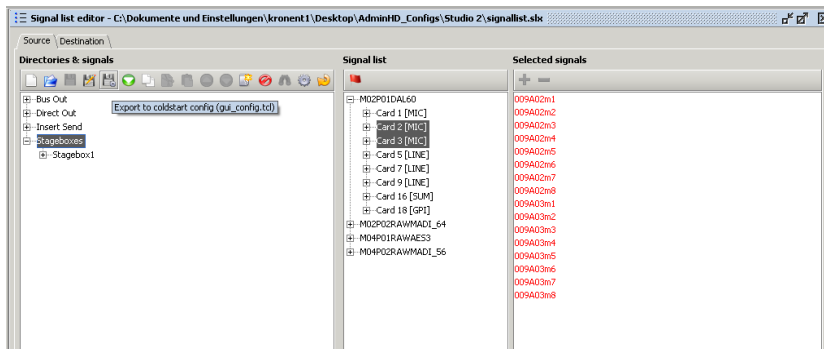 Signal list editor - C:\Dokumente und Einstellungen\kronent1\Desktop\AdminHD_Configs\Studio 2\signallist.slx
Source Destination
Directories & signals
Bus Out
Direct Out
Export to coldstart config (gui_config.tcl)
Insert Send
Stageboxes
Stagebox1
Signal list
M02P01DAL60
Card 1 [MIC]
Card 2 [MIC]
Card 3 [MIC]
Card 5 [LINE]
Card 7 [LINE]
Card 9 [LINE]
Card 16 [SUM]
Card 18 [GPI]
M02P02RAWMADI_64
M04P01RAWAES3
M04P02RAWMADI_56
Selected signals
009A02m1
009A02m2
009A02m3
009A02m4
009A02m5
009A02m6
009A02m7
009A02m8
009A03m1
009A03m2
009A03m3
009A03m4
009A03m5
009A03m6
009A03m7
009A03m8